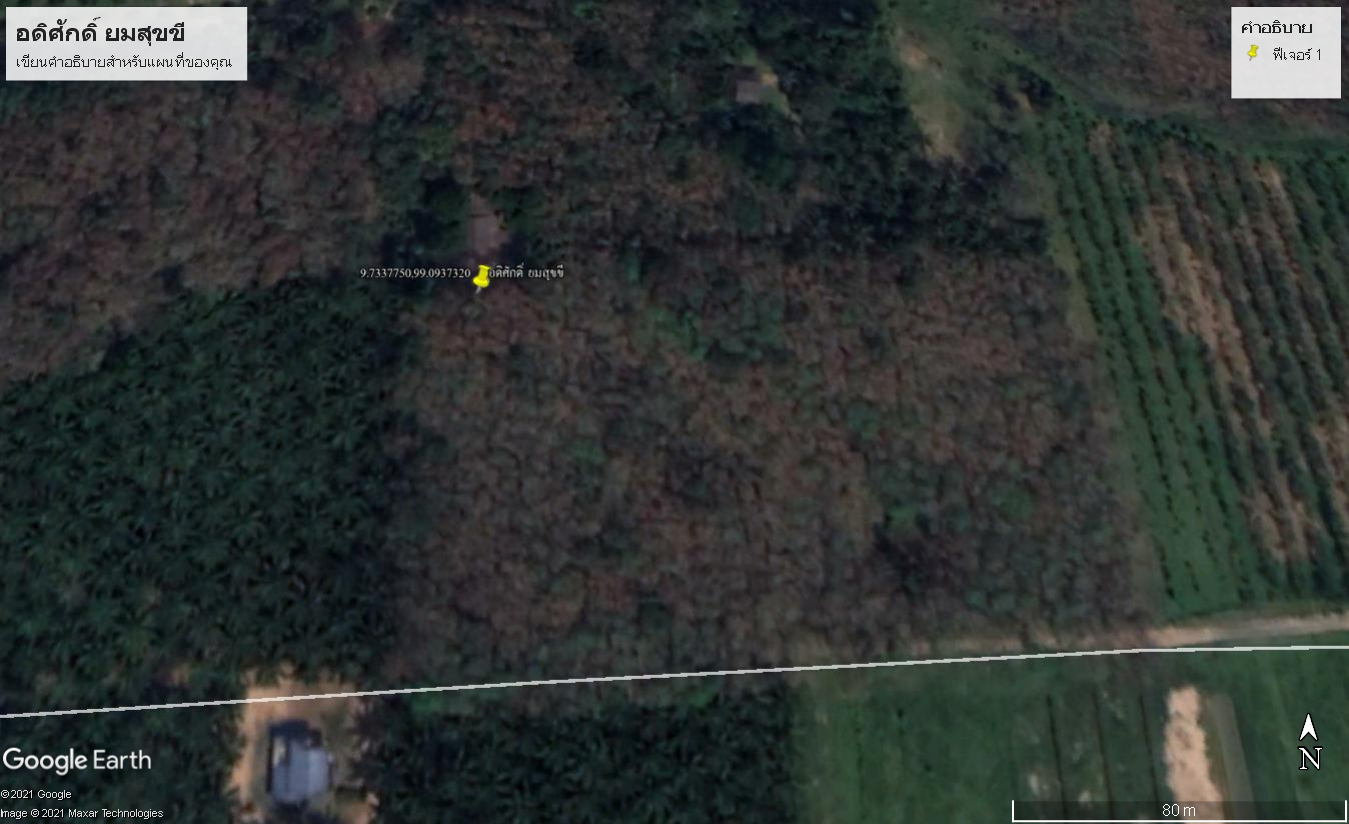 อดิศักดิ์ ยมสุขขี
เขียนคำอธิบายสำหรับแผนที่ของคุณ
คำอธิบาย
ฟีเจอร์ 1
9.7337750,99.0937320 อดิศักดิ์ ยมสุขขี
Google Earth
N
©2021 Google
Image © 2021 Maxar Technologies
80 m